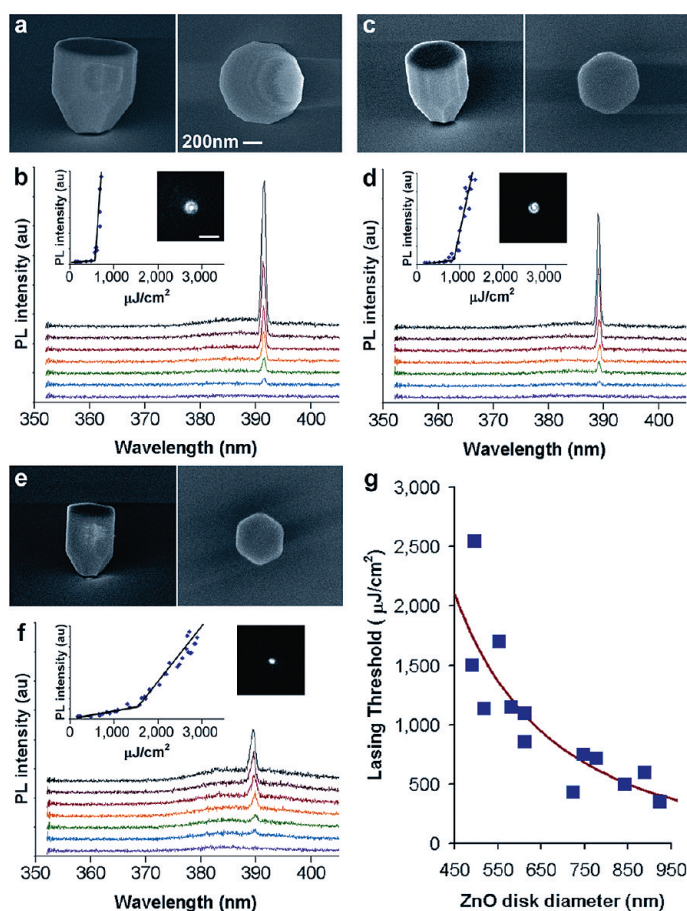 a
c
200nm
b
PL intensity (au)
PL intensity (au)
0 1,000 2,000 3,000
μJ/cm2
350 360 370 380 390 400
Wavelength (nm)
d
PL intensity (au)
PL intensity (au)
0 1,000 2,000 3,000
μJ/cm2
350 360 370 380 390 400
Wavelength (nm)
e
f
PL intensity (au)
PL intensity (au)
0 1,000 2,000 3,000
μJ/cm2
350 360 370 380 390 400
Wavelength (nm)
g
Lasing Threshold ( μJ/cm2)
3,000
2,500
2,000
1,500
1,000
500
0
450 550 650 750 850 950
ZnO disk diameter (nm)